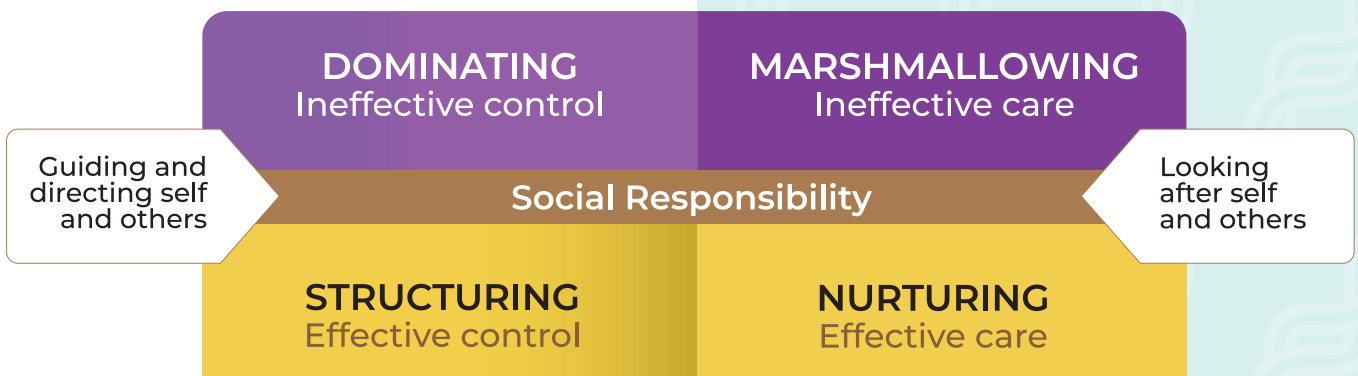 DOMINATING
Ineffective control
MARSHMALLOWING
Ineffective care
Guiding and
directing self
and others
Social Responsibility
Looking
after self
and others
STRUCTURING
Effective control
NURTURING
Effective care